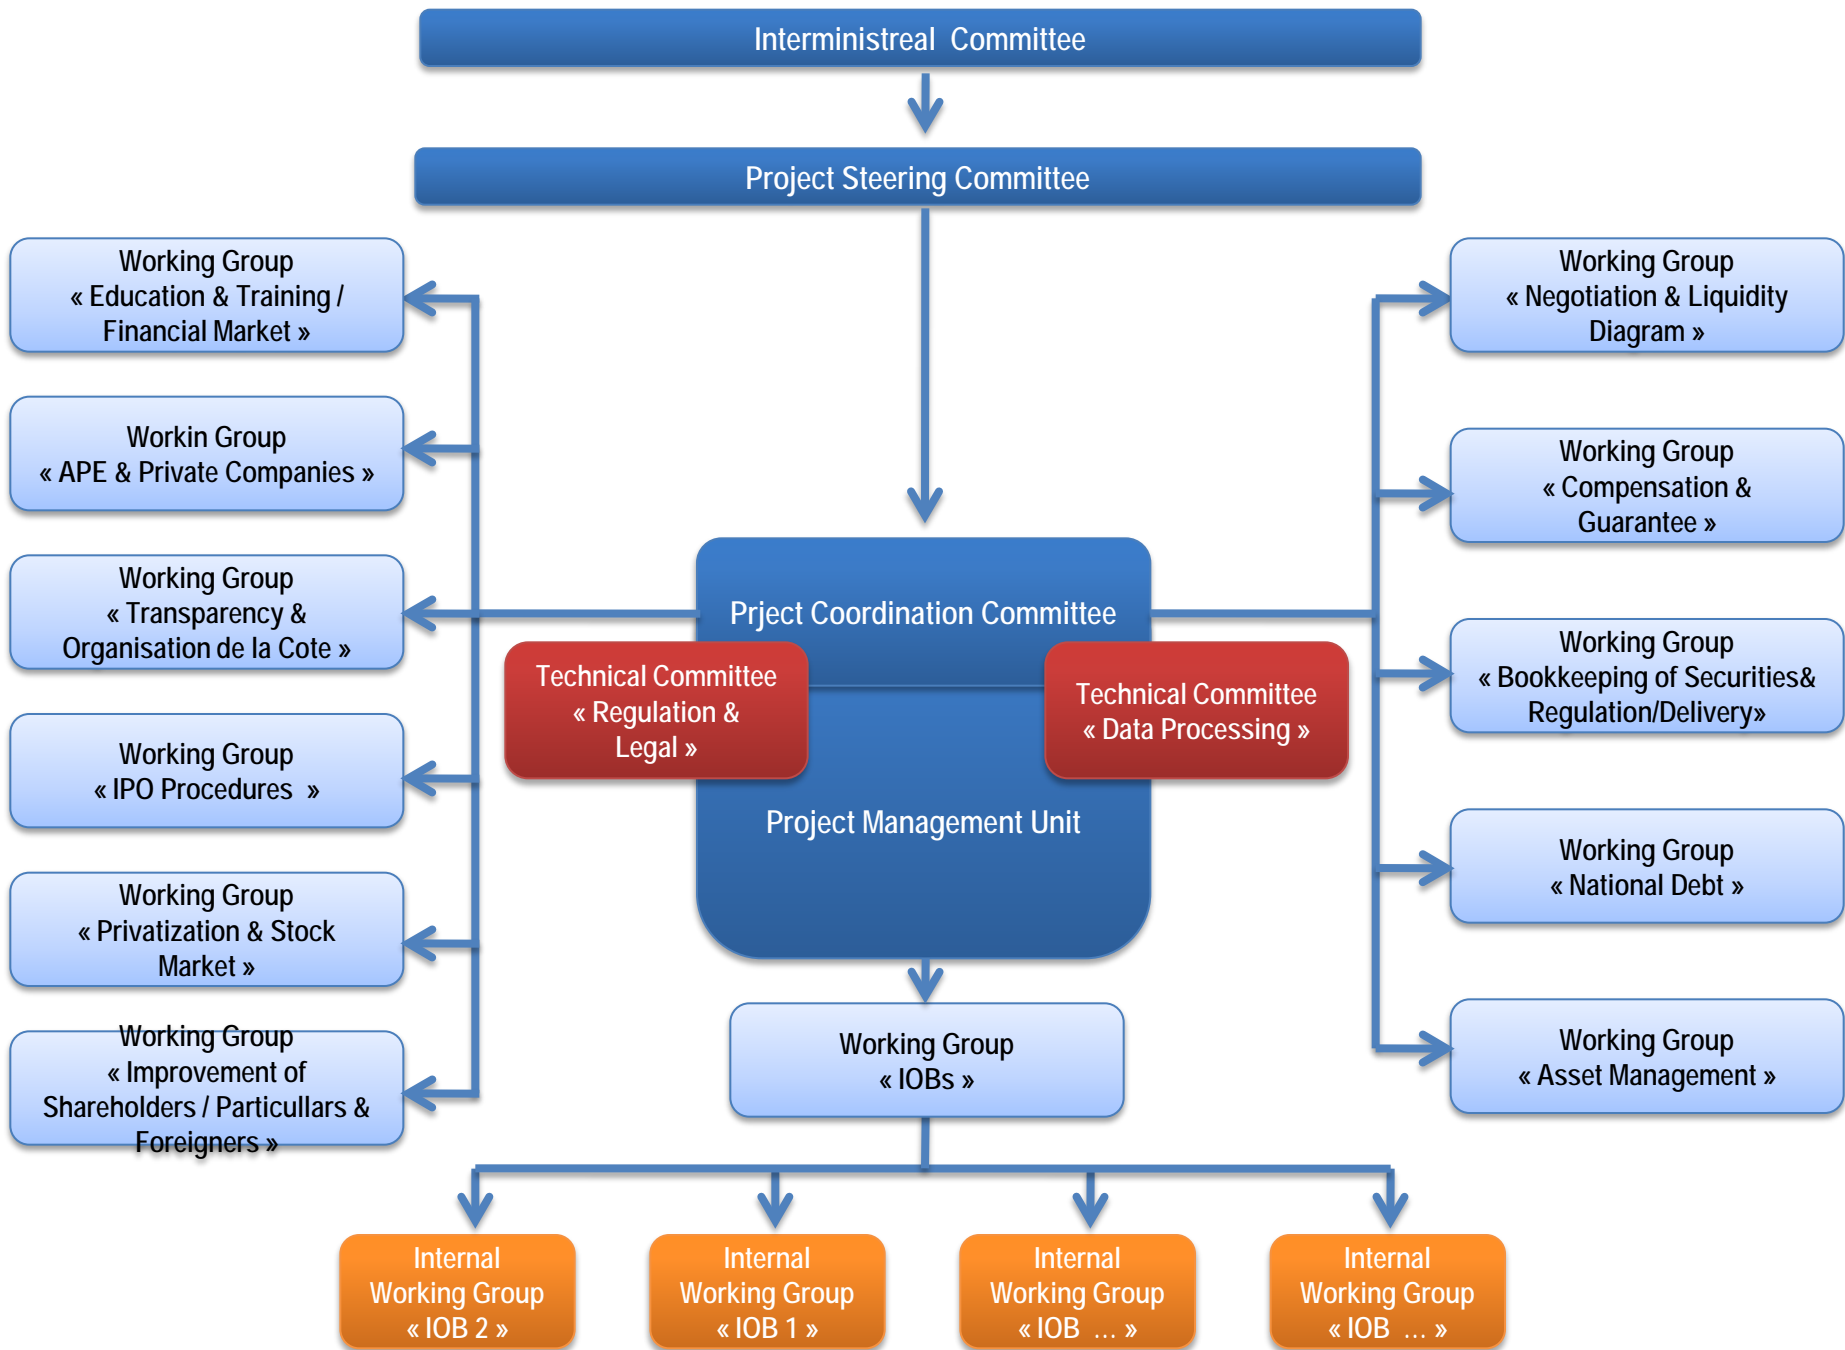 Interministreal Committee
Project Steering Committee
Working Group
« Education & Training /
Financial Market »
Workin Group
« APE & Private Companies »
Working Group
« Transparency &
Organisation de la Cote »
Working Group
« IPO Procedures »
Working Group
« Privatization & Stock
Market »
Working Group
« Improvement of
Shareholders / Particullars &
Foreigners »
Prject Coordination Committee
Technical Committee
« Regulation &
Legal »
Technical Committee
« Data Processing »
Project Management Unit
Working Group
« IOBs »
Working Group
« Negotiation & Liquidity
Diagram »
Working Group
« Compensation &
Guarantee »
Working Group
« Bookkeeping of Securities&
Regulation/Delivery»
Working Group
« National Debt »
Working Group
« Asset Management »
Internal
Working Group
« IOB 2 »
Internal
Working Group
« IOB 1 »
Internal
Working Group
« IOB … »
Internal
Working Group
« IOB … »